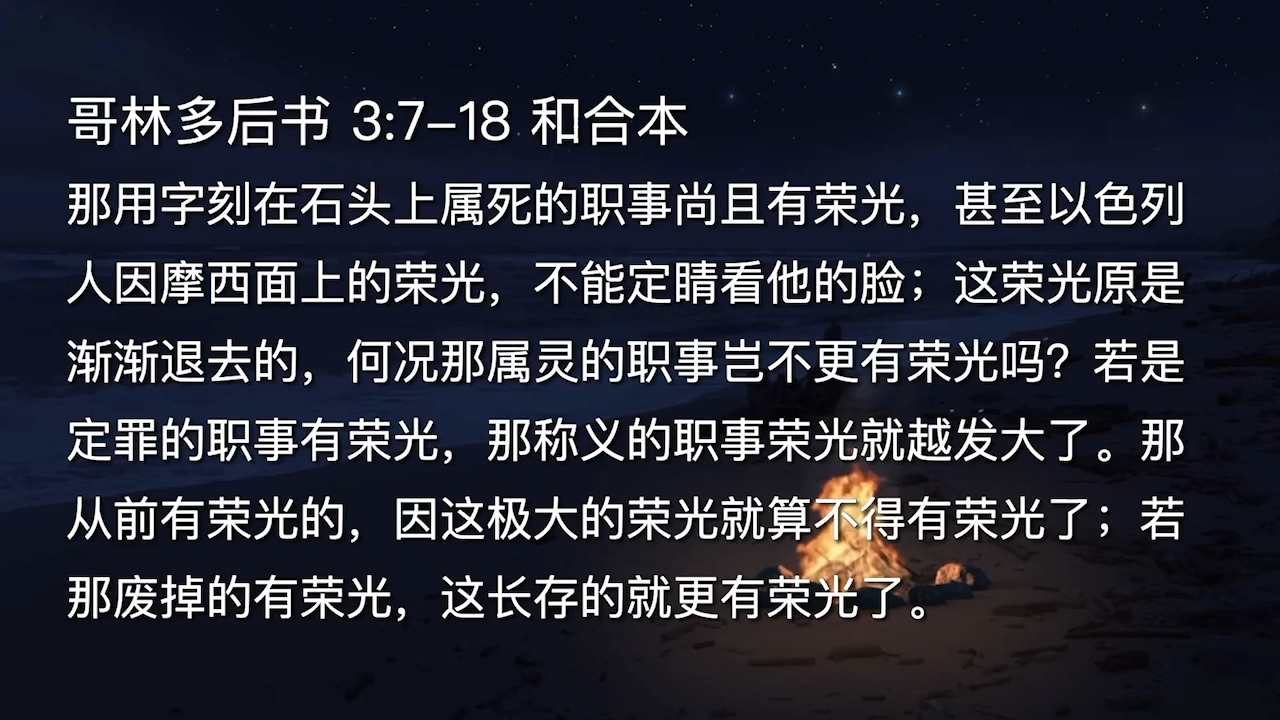 哥林多后书 3:7–18 和合本
那用字刻在石头上属死的职事尚且有荣光，甚至以色列
人因摩西面上的荣光，不能定睛看他的脸；这荣光原是
渐渐退去的，何况那属灵的职事岂不更有荣光吗？若是
定罪的职事有荣光，那称义的职事荣光就越发大了。那
从前有荣光的，因这极大的荣光就算不得有荣光了；若
那废掉的有荣光，这长存的就更有荣光了。